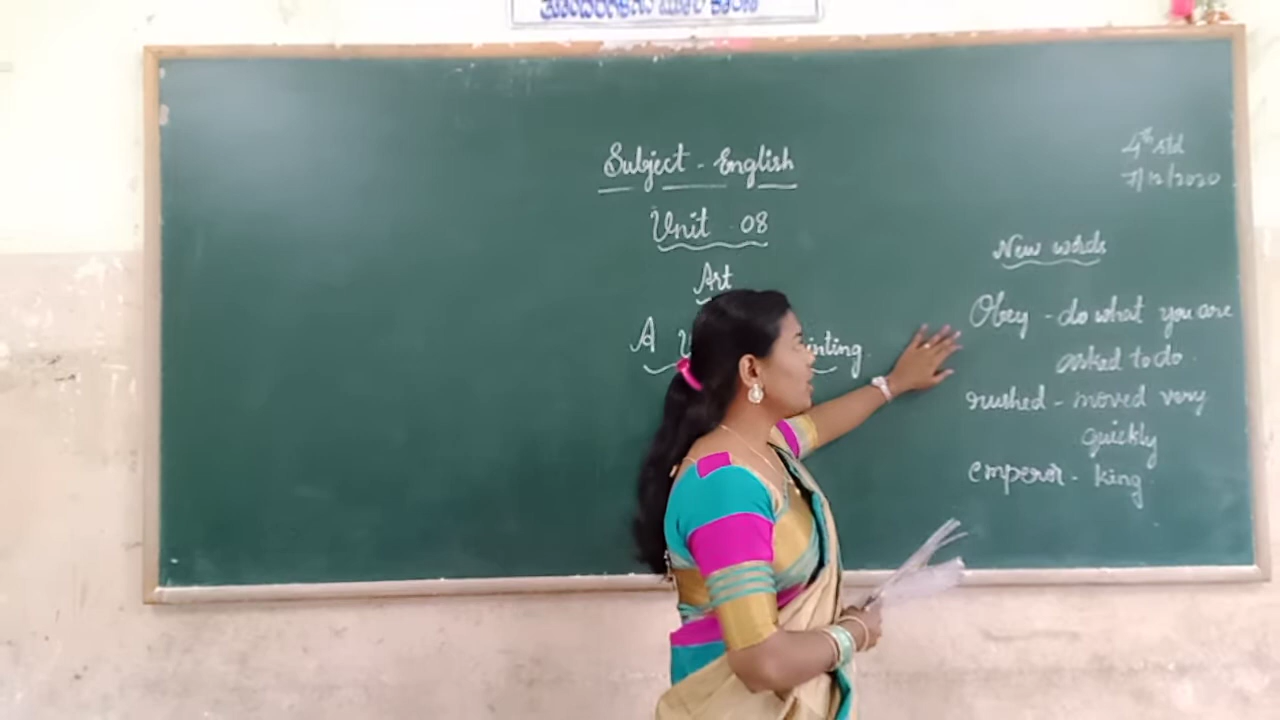 Subject - English
Unit 08
Art
A
4th std
7/12/2020
New words
Obey - do what you are
asked to do.
rushed - moved very
quickly
emperor - king